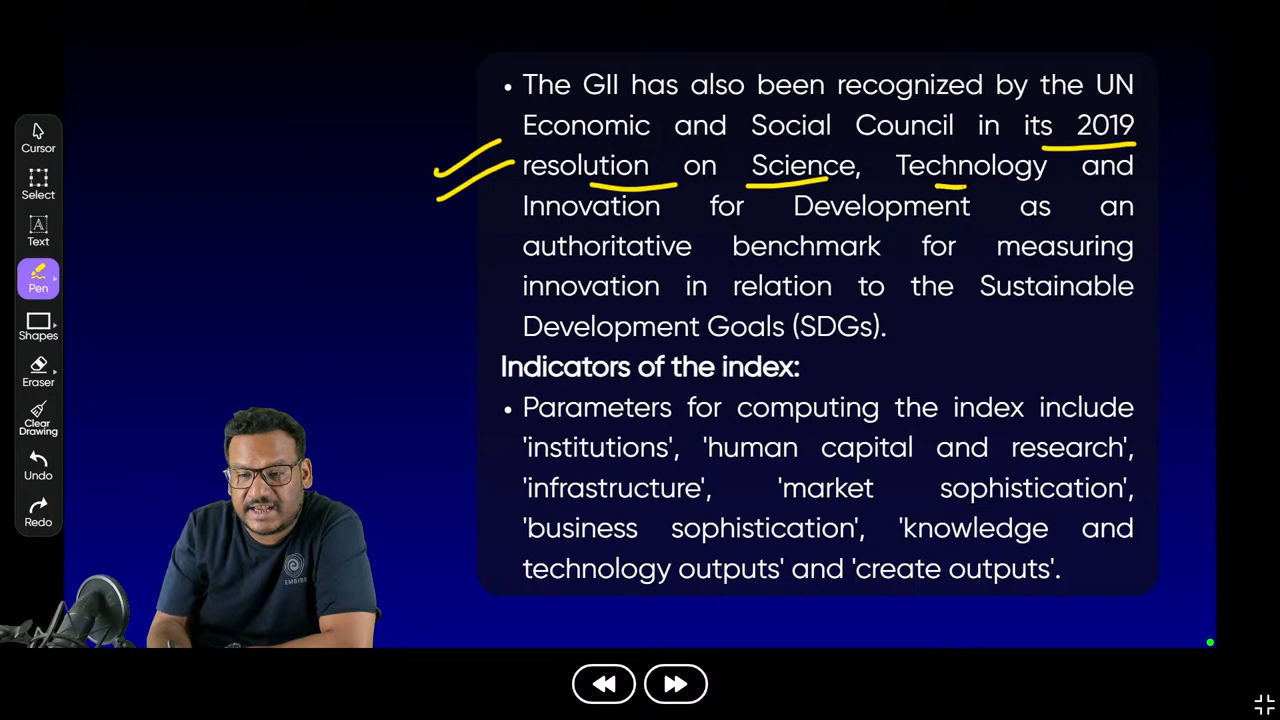 • The GII has also been recognized by the UN
Economic and Social Council in its 2019
resolution on Science, Technology and
Innovation for Development as an
authoritative benchmark for measuring
innovation in relation to the Sustainable
Development Goals (SDGs).
Indicators of the index:
• Parameters for computing the index include
'institutions', 'human capital and research',
'infrastructure', 'market sophistication',
'business sophistication', 'knowledge and
technology outputs' and 'create outputs'.
Cursor
Select
Text
Pen
Shapes
Eraser
Clear
Drawing
Undo
Redo
EMBIBE